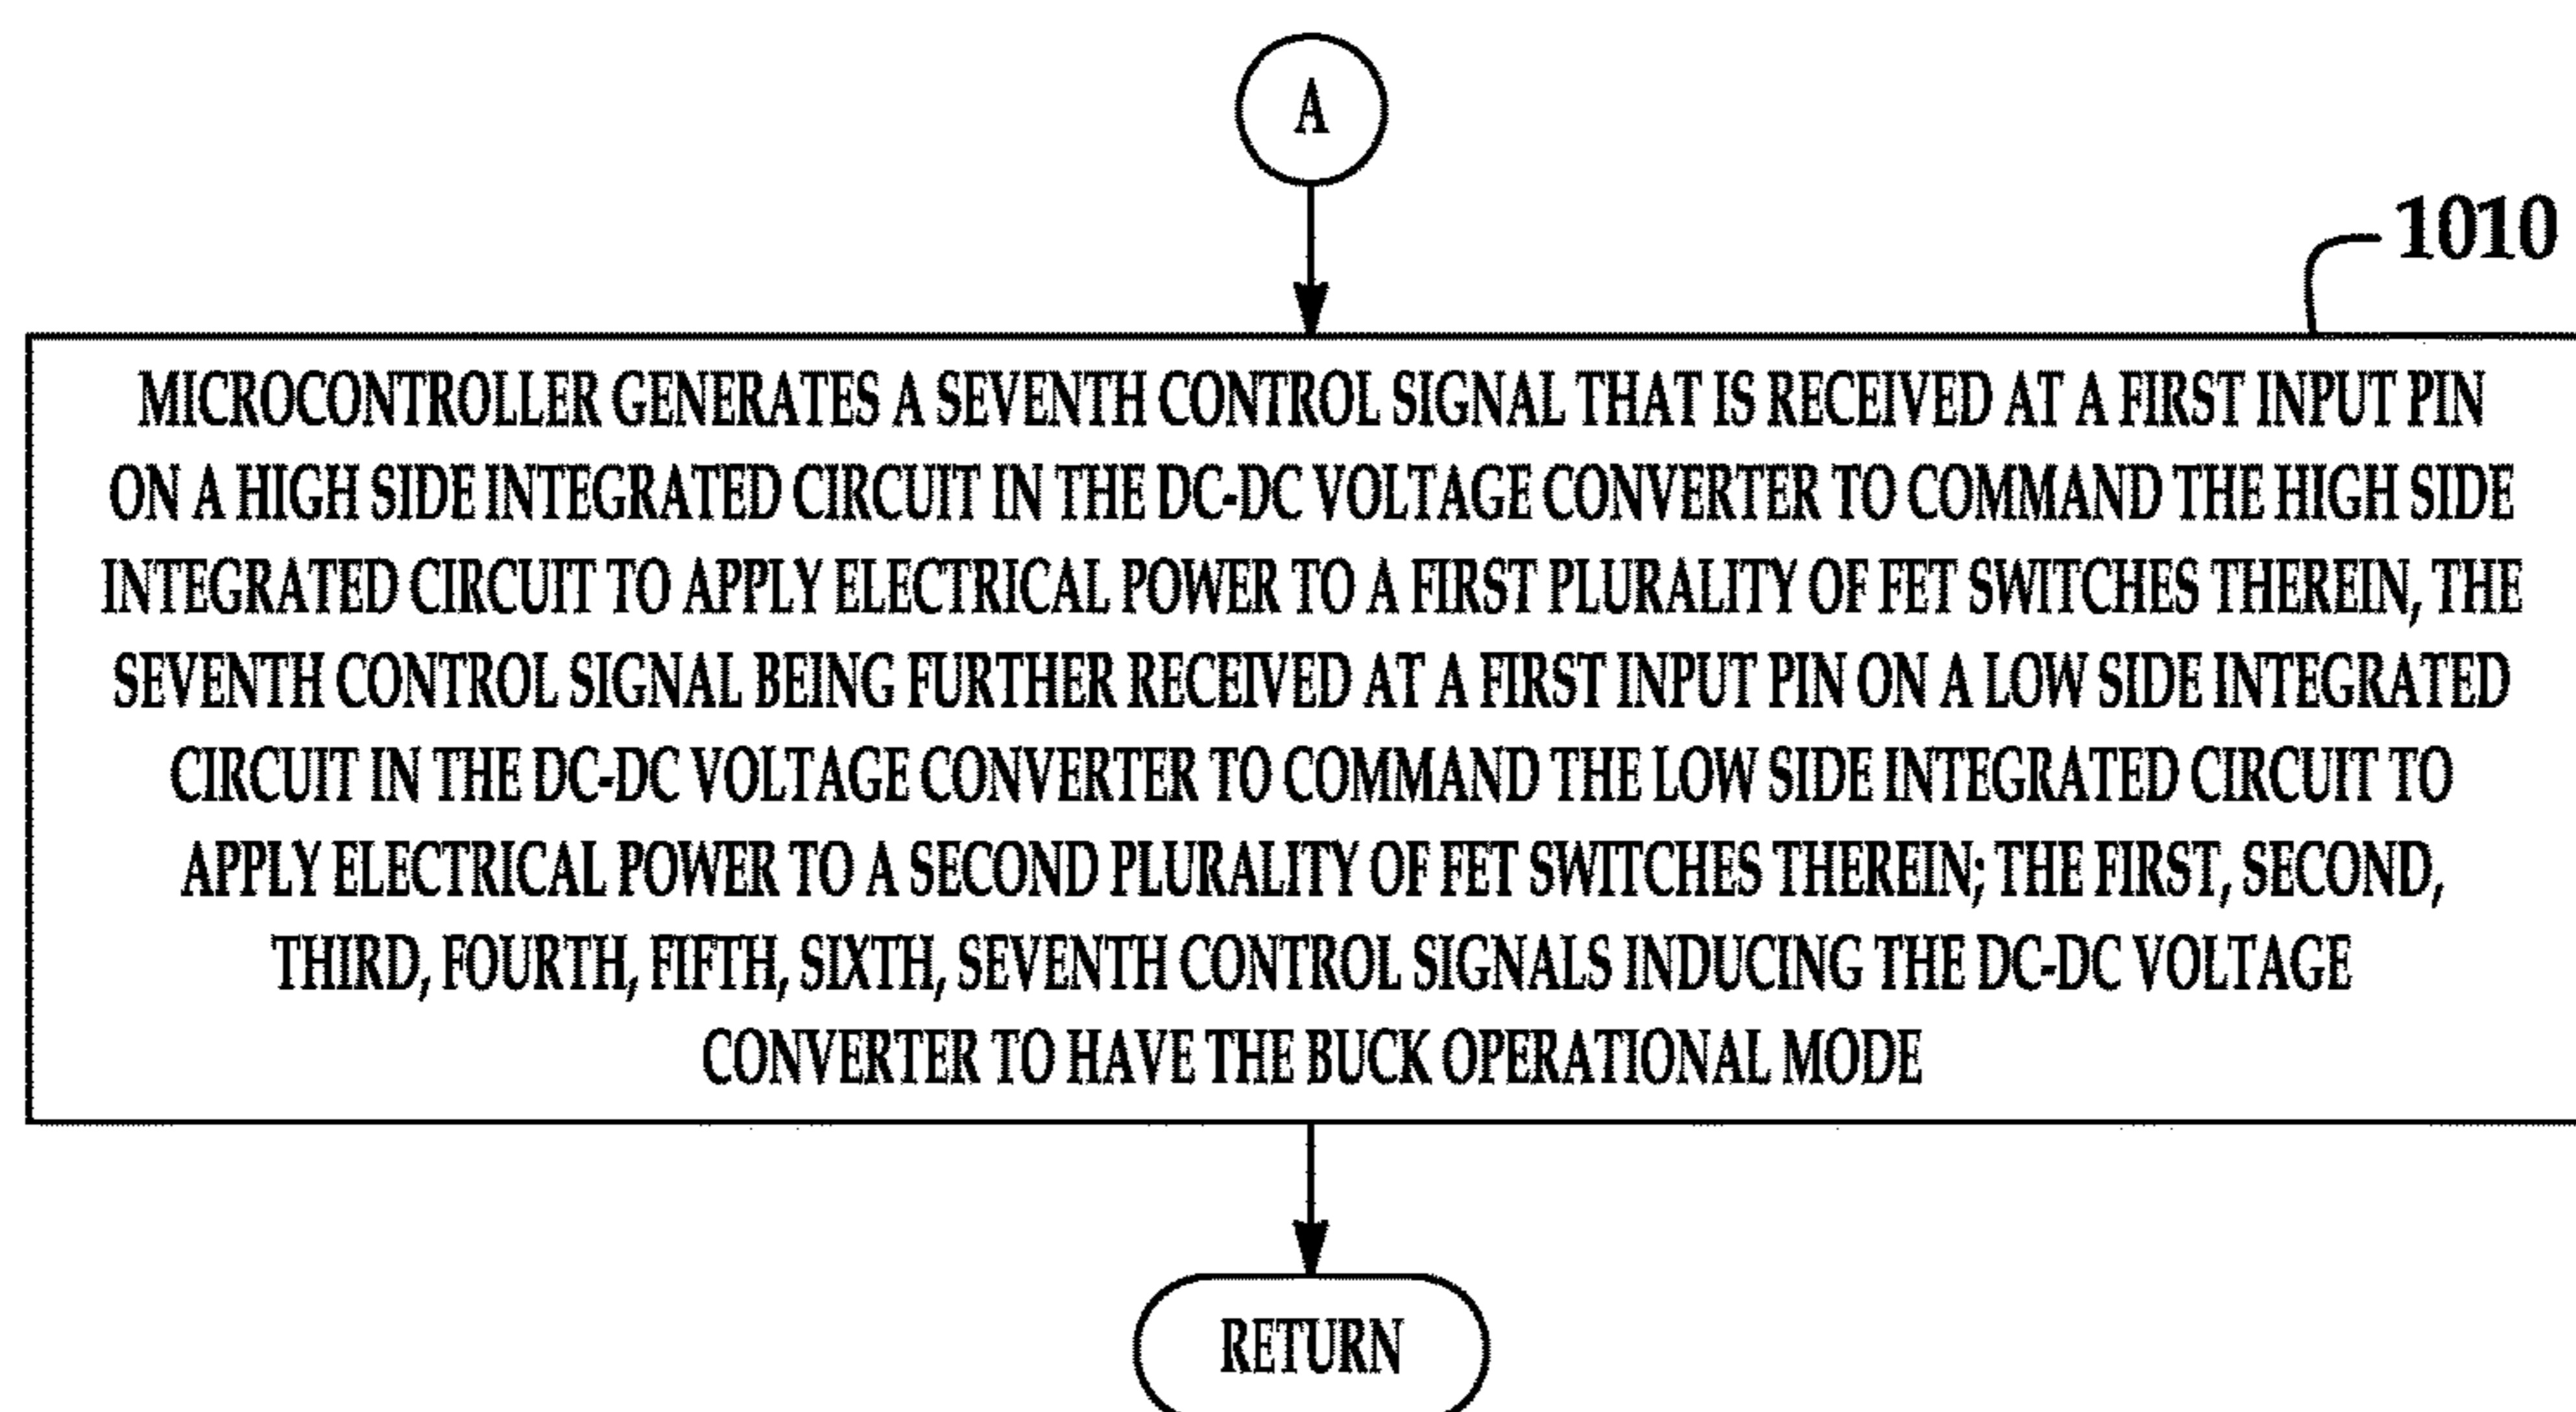 A
1010
MICROCONTROLLER GENERATES A SEVENTH CONTROL SIGNAL THAT IS RECEIVED AT A FIRST INPUT PIN
ON A HIGH SIDE INTEGRATED CIRCUIT IN THE DC-DC VOLTAGE CONVERTER TO COMMAND THE HIGH SIDE
INTEGRATED CIRCUIT TO APPLY ELECTRICAL POWER TO A FIRST PLURALITY OF FET SWITCHES THEREIN, THE
SEVENTH CONTROL SIGNAL BEING FURTHER RECEIVED AT A FIRST INPUT PIN ON A LOW SIDE INTEGRATED
CIRCUIT IN THE DC-DC VOLTAGE CONVERTER TO COMMAND THE LOW SIDE INTEGRATED CIRCUIT TO
APPLY ELECTRICAL POWER TO A SECOND PLURALITY OF FET SWITCHES THEREIN; THE FIRST, SECOND,
THIRD, FOURTH, FIFTH, SIXTH, SEVENTH CONTROL SIGNALS INDUCING THE DC-DC VOLTAGE
CONVERTER TO HAVE THE BUCK OPERATIONAL MODE
RETURN